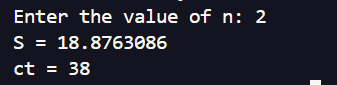 Enter the value of n: 2
S = 18.8763086
ct = 38